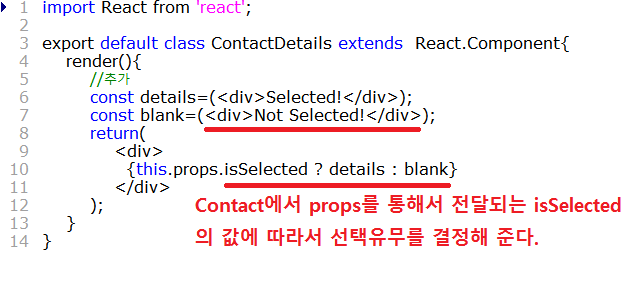 1 import React from 'react';
2
3 export default class ContactDetails extends  React.Component{
4 render(){
5 //추가
6 const details=(<div>Selected!</div>);
7 const blank=(<div>Not Selected!</div>);
8 return(
9 <div>
10 {this.props.isSelected ? details : blank}
11 </div>
12 );
13 }
14 }
Contact에서 props를 통해서 전달되는 isSelected
의 값에 따라서 선택유무를 결정해 준다.